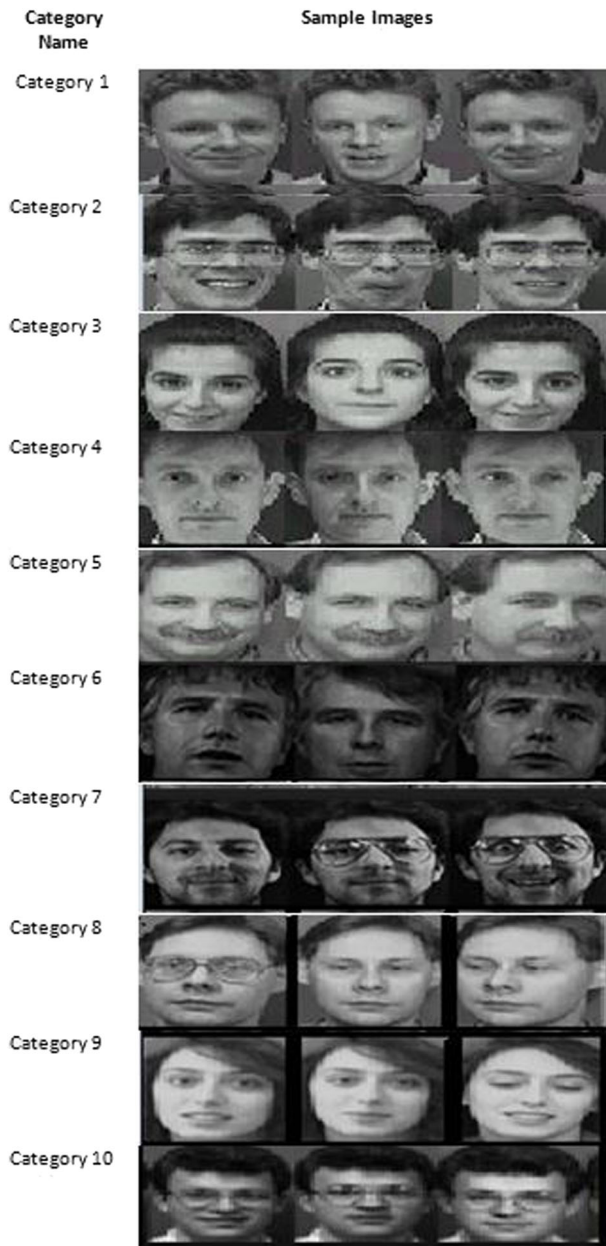 Category Name
Sample Images
Category 1
Category 2
Category 3
Category 4
Category 5
Category 6
Category 7
Category 8
Category 9
Category 10